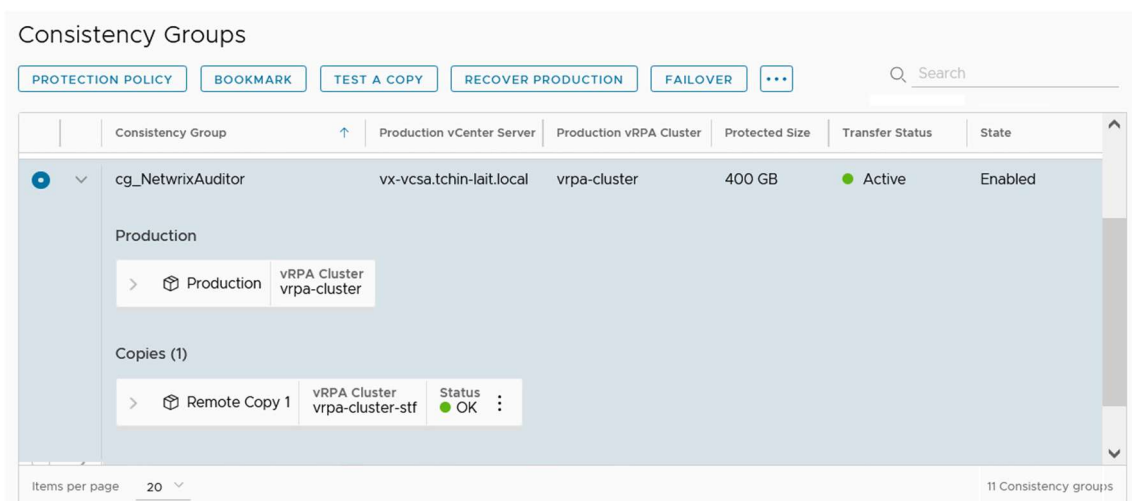 Consistency Groups
PROTECTION POLICY BOOKMARK TEST A COPY RECOVER PRODUCTION FAILOVER ••• Search
Consistency Group ↑ Production vCenter Server Production vRPA Cluster Protected Size Transfer Status State
cg_NetwrixAuditor vx-vcsa.tchin-lait.local vrpa-cluster 400 GB Active Enabled
Production
Production vRPA Cluster
vrpa-cluster
Copies (1)
Remote Copy 1 vRPA Cluster Status
vrpa-cluster-stf OK
Items per page 20 11 Consistency groups